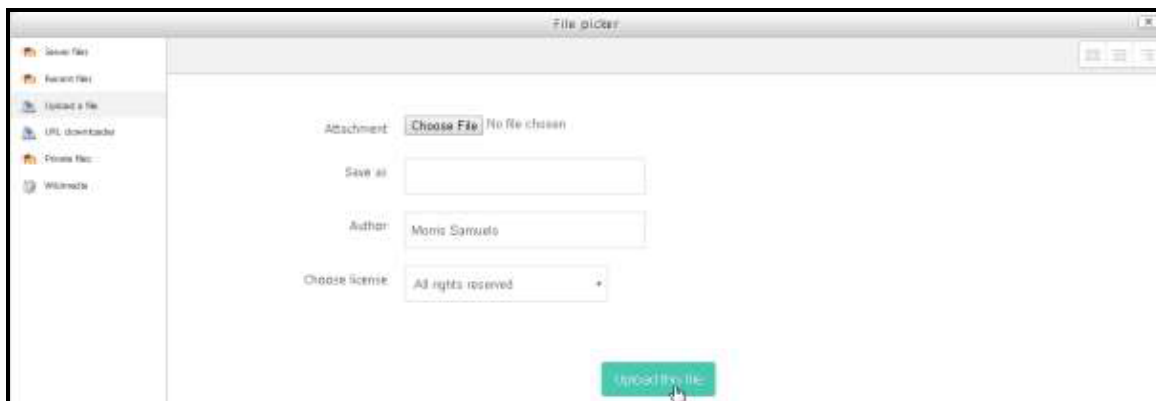 File picker
Server files
Recent files
Upload a file
URL downloader
Private files
Wikimedia
Attachment Choose File No file chosen
Save as
Author Morris Samuels
Choose license All rights reserved
Upload this file